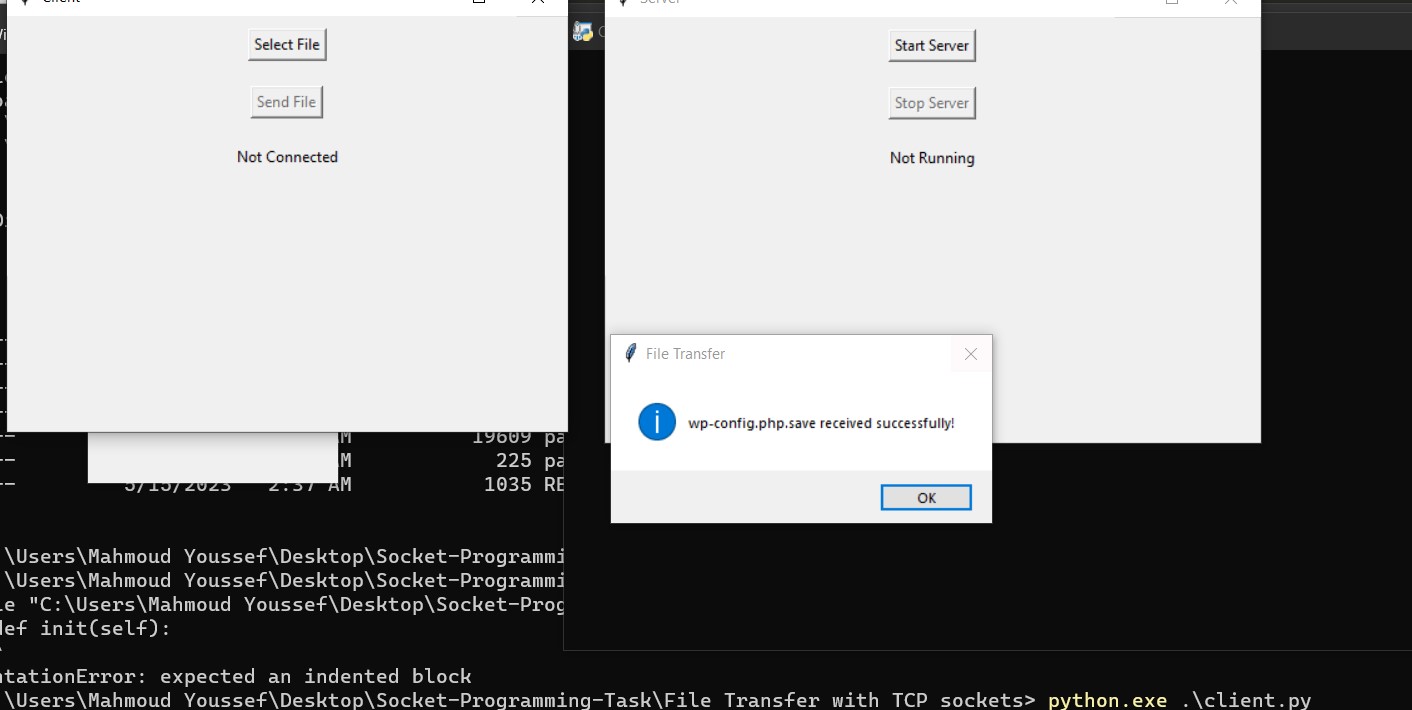 Client
Select File
Send File
Not Connected
Server
Start Server
Stop Server
Not Running
File Transfer
wp-config.php.save received successfully!
OK
AM 19609 pa
-- AM 225 pa
-- 5/15/2023 2:37 AM 1035 RE
\Users\Mahmoud Youssef\Desktop\Socket-Programmi
\Users\Mahmoud Youssef\Desktop\Socket-Programmi
le "C:\Users\Mahmoud Youssef\Desktop\Socket-Prog
def init(self):
ntationError: expected an indented block
\Users\Mahmoud Youssef\Desktop\Socket-Programming-Task\File Transfer with TCP sockets> python.exe .\client.py